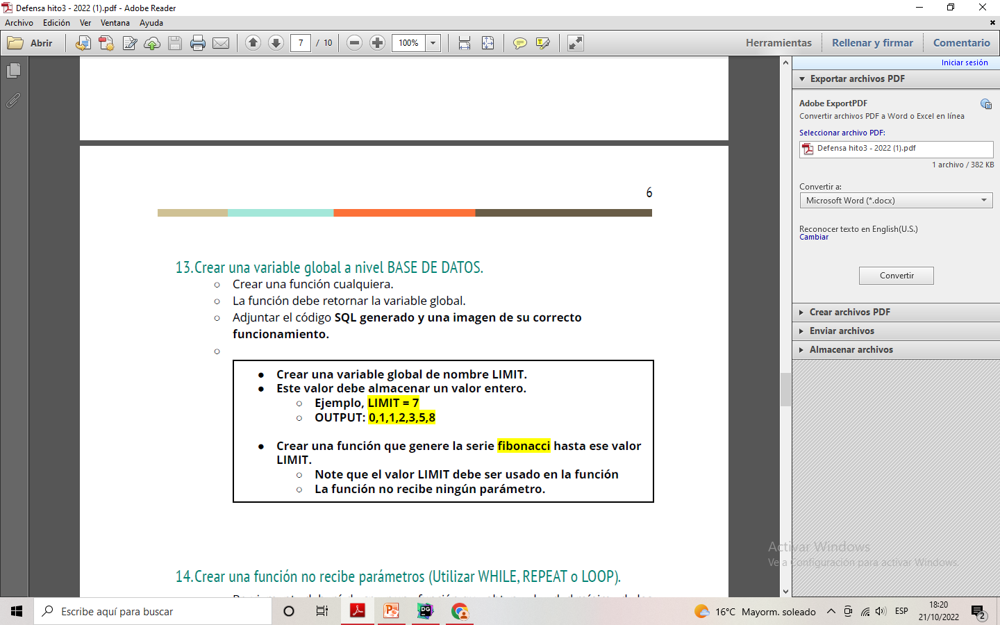 Defensa hito3 - 2022 (1).pdf - Adobe Reader
Archivo Edición Ver Ventana Ayuda
Abrir
7 / 10
100%
Herramientas Rellenar y firmar Comentario
Iniciar sesión
Exportar archivos PDF
Adobe ExportPDF
Convertir archivos PDF a Word o Excel en línea
Seleccionar archivo PDF:
Defensa hito3 - 2022 (1).pdf
1 archivo / 382 KB
Convertir a:
Microsoft Word (*.docx)
Reconocer texto en English(U.S.)
Cambiar
Convertir
Crear archivos PDF
Enviar archivos
Almacenar archivos
6
13.Crear una variable global a nivel BASE DE DATOS.
○ Crear una función cualquiera.
○ La función debe retornar la variable global.
○ Adjuntar el código SQL generado y una imagen de su correcto
funcionamiento.
○
● Crear una variable global de nombre LIMIT.
● Este valor debe almacenar un valor entero.
○ Ejemplo, LIMIT = 7
○ OUTPUT: 0,1,1,2,3,5,8
● Crear una función que genere la serie fibonacci hasta ese valor
LIMIT.
○ Note que el valor LIMIT debe ser usado en la función
○ La función no recibe ningún parámetro.
14.Crear una función no recibe parámetros (Utilizar WHILE, REPEAT o LOOP).
Activar Windows
Ve a Configuración para activar Windows.
Escribe aquí para buscar
DG
16°C Mayorm. soleado
ESP
18:20
21/10/2022
2